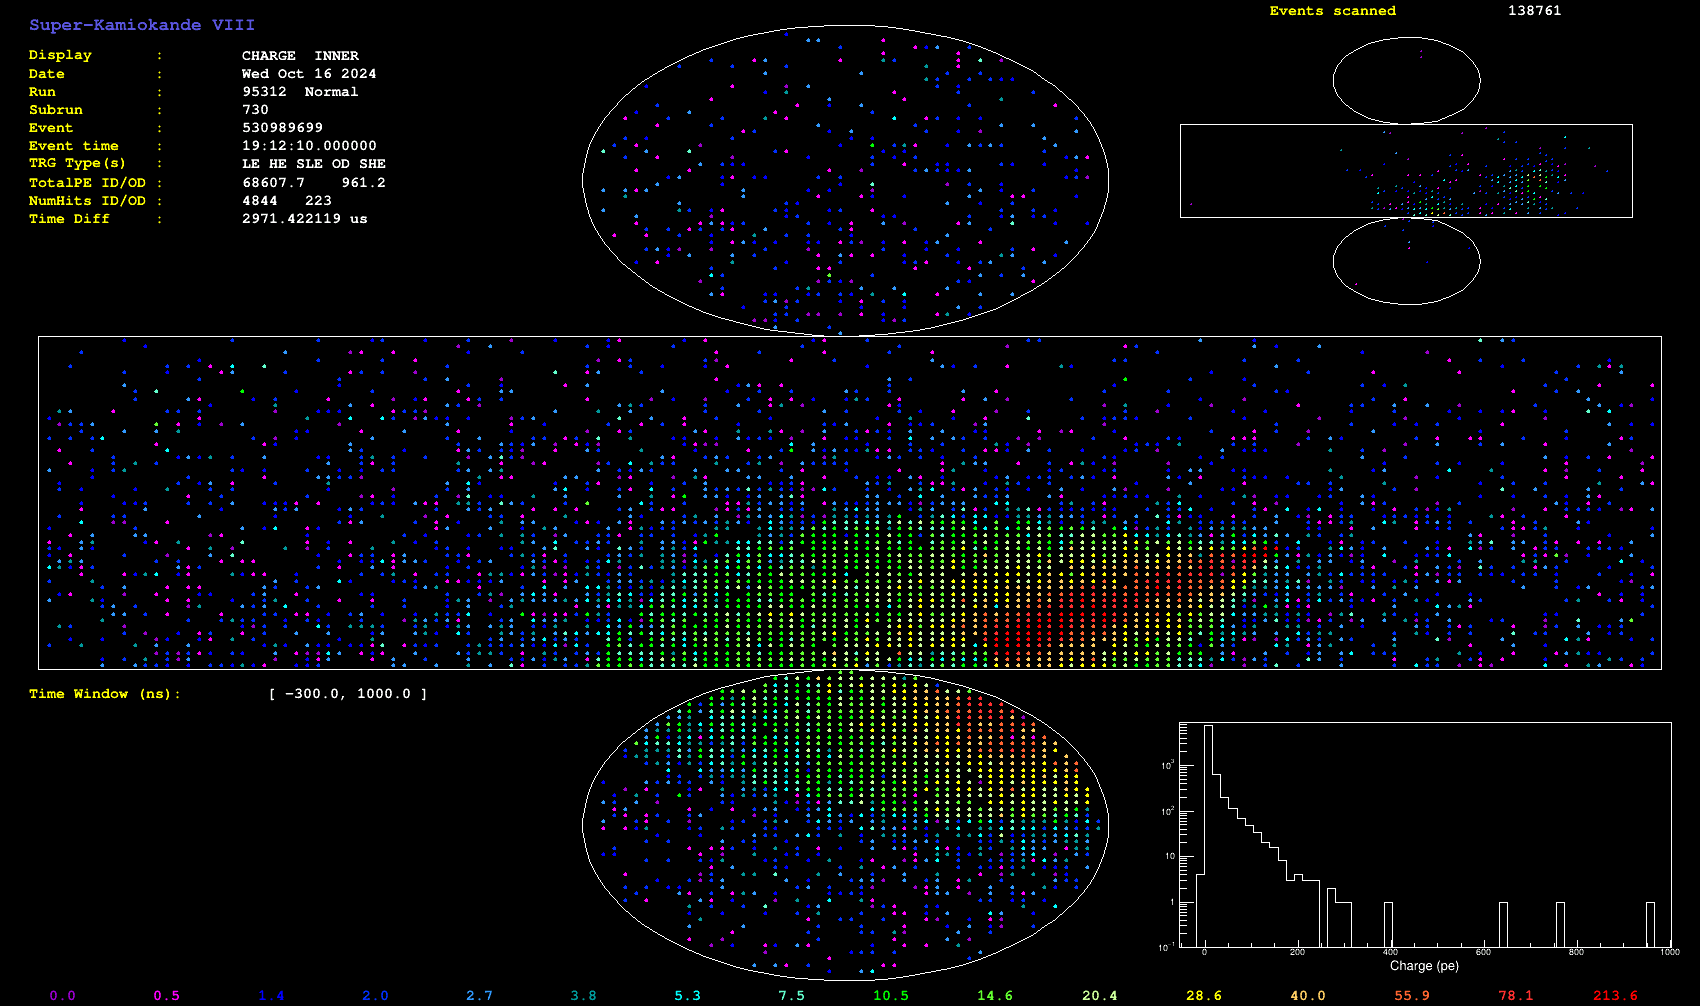 Super-Kamiokande VIII
Events scanned 138761
Display : CHARGE INNER
Date : Wed Oct 16 2024
Run : 95312 Normal
Subrun : 730
Event : 530989699
Event time : 19:12:10.000000
TRG Type(s) : LE HE SLE OD SHE
TotalPE ID/OD : 68607.7 961.2
NumHits ID/OD : 4844 223
Time Diff : 2971.422119 us
Time Window (ns): [ -300.0, 1000.0 ]
10³
10²
10
1
10⁻¹
0 200 400 600 800 1000
Charge (pe)
0.0 0.5 1.4 2.0 2.7 3.8 5.3 7.5 10.5 14.6 20.4 28.6 40.0 55.9 78.1 213.6